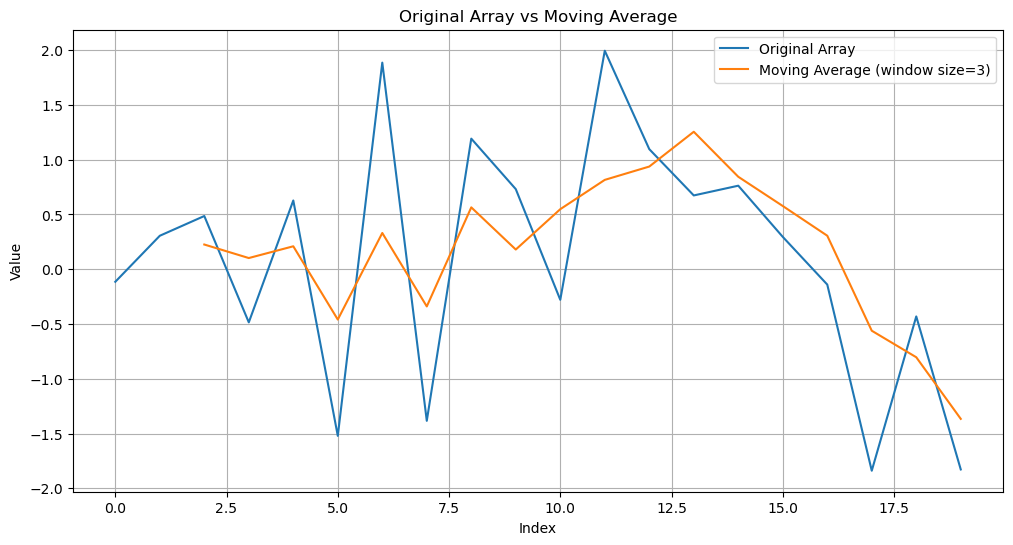 Original Array vs Moving Average
Original Array
Moving Average (window size=3)
Value
2.0
1.5
1.0
0.5
0.0
−0.5
−1.0
−1.5
−2.0
0.0 2.5 5.0 7.5 10.0 12.5 15.0 17.5
Index